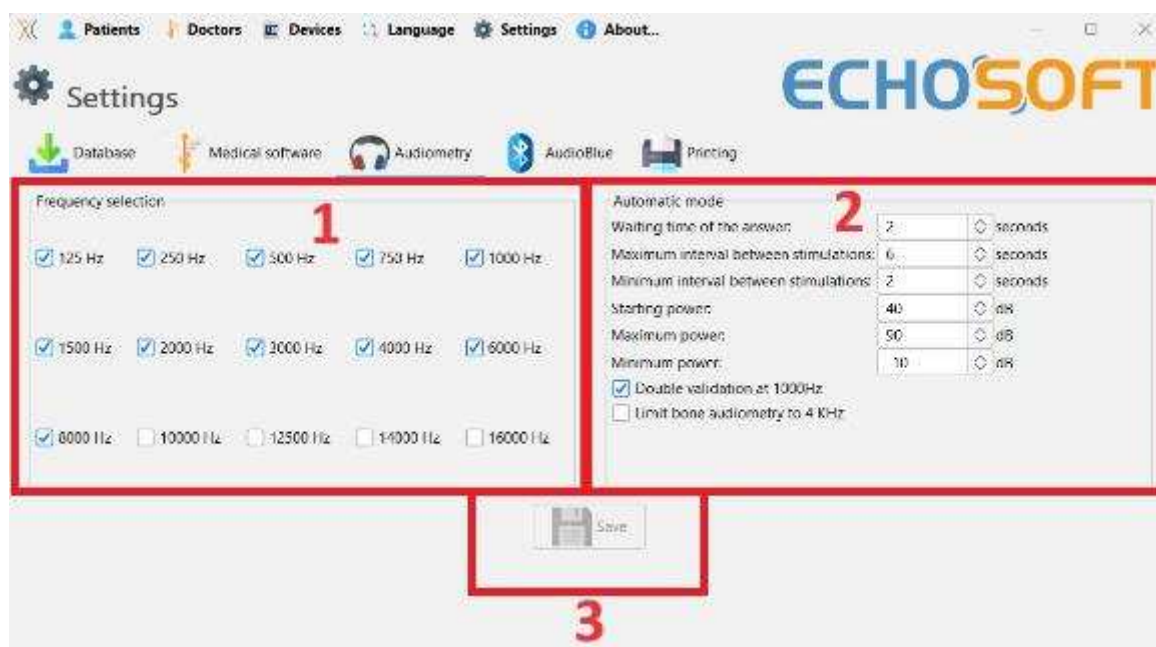 Patients Doctors Devices Language Settings About...
Settings
ECHOSOFT
Database Medical software Audiometry AudioBlue Printing
Frequency selection
1
125 Hz 250 Hz 500 Hz 750 Hz 1000 Hz
1500 Hz 2000 Hz 3000 Hz 4000 Hz 6000 Hz
8000 Hz 10000 Hz 12500 Hz 14000 Hz 16000 Hz
Automatic mode
2
Waiting time of the answer: 2 seconds
Maximum interval between stimulations: 6 seconds
Minimum interval between stimulations: 2 seconds
Starting power: 40 dB
Maximum power: 90 dB
Minimum power: -10 dB
Double validation at 1000Hz
Limit bone audiometry to 4 KHz
Save
3